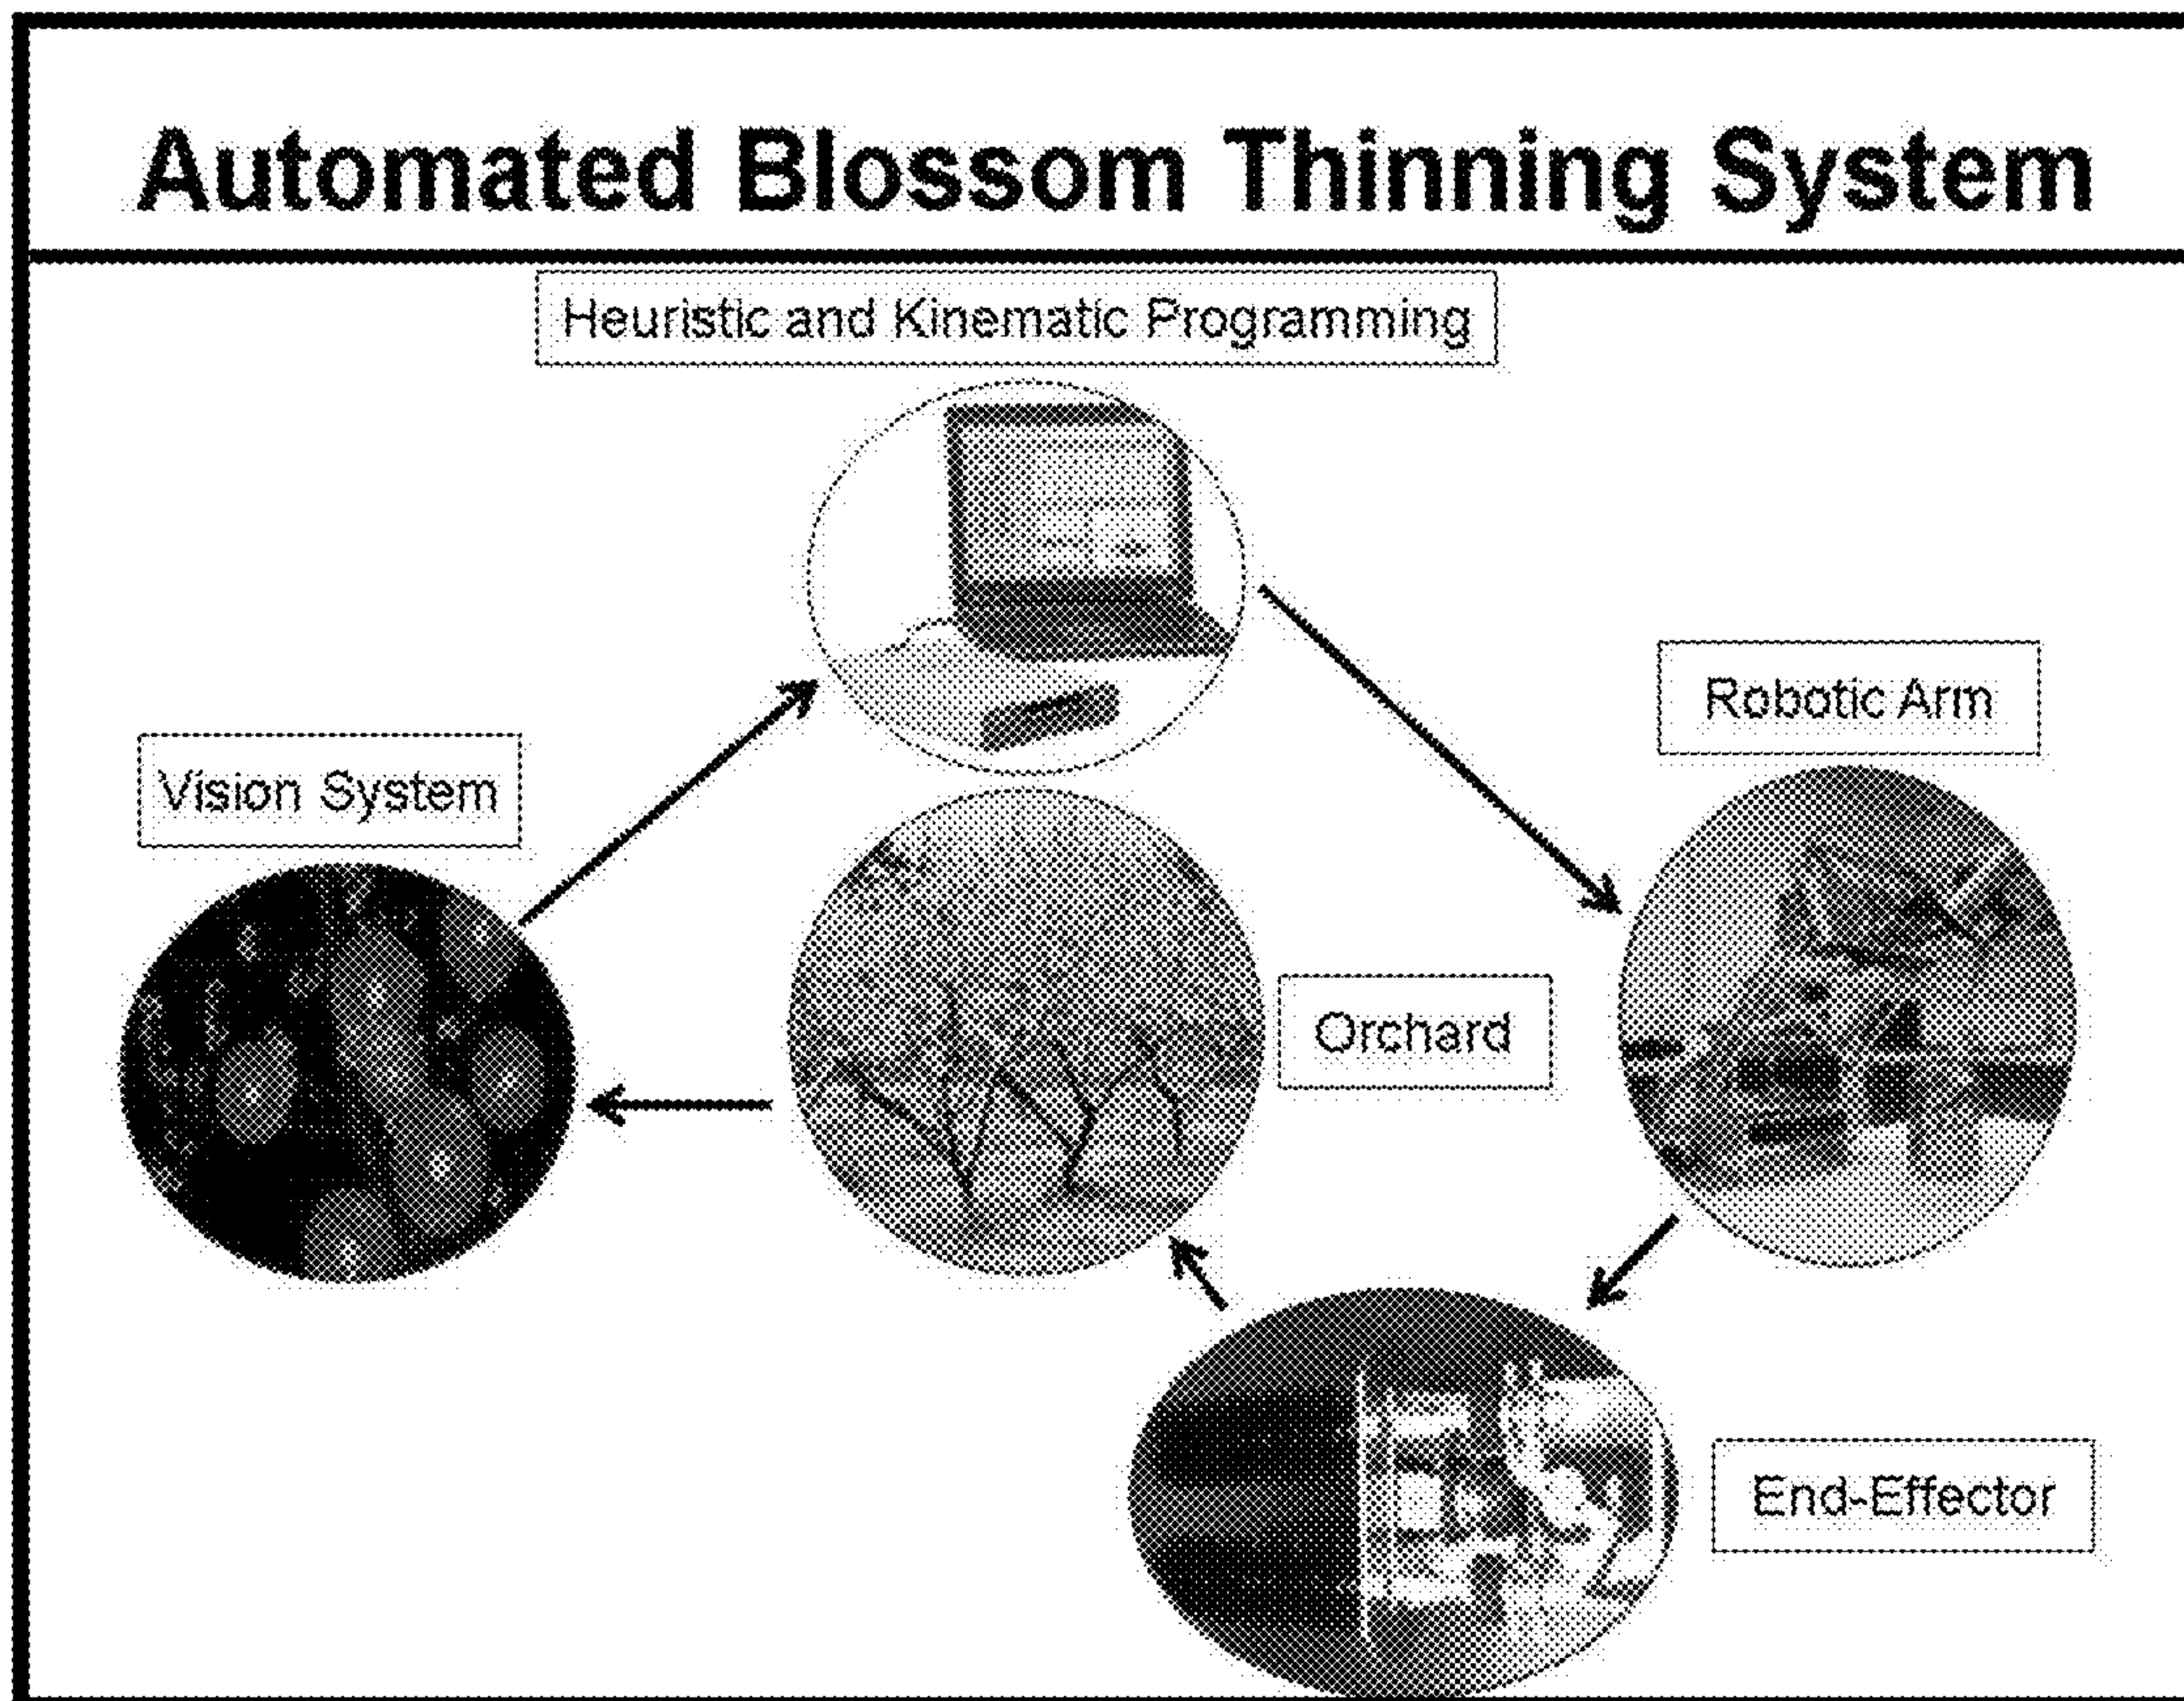 Automated Blossom Thinning System
Heuristic and Kinematic Programming
Robotic Arm
Vision System
Orchard
End-Effector